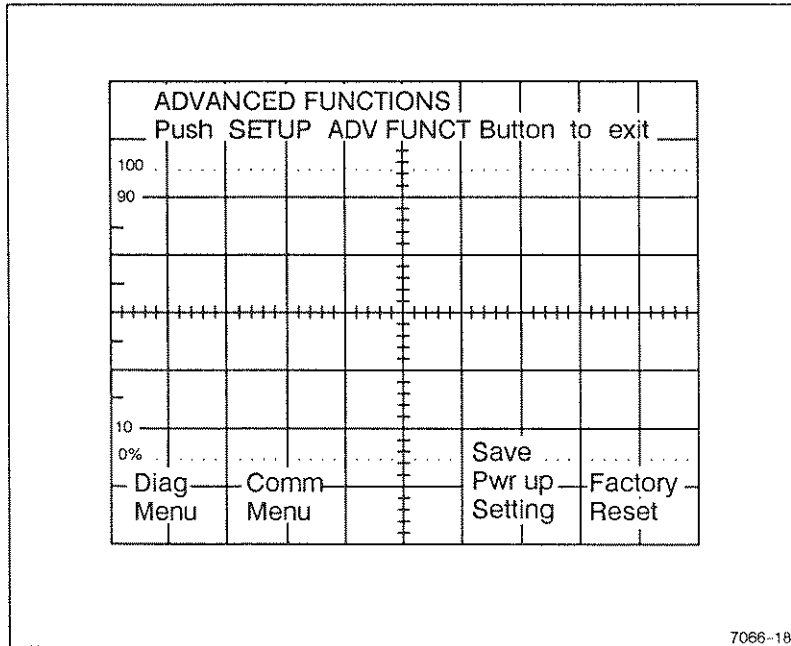 ADVANCED FUNCTIONS
Push SETUP ADV FUNCT Button to exit
100
90
10
0%
Diag
Menu
Comm
Menu
Save
Pwr up
Setting
Factory
Reset
7066-18